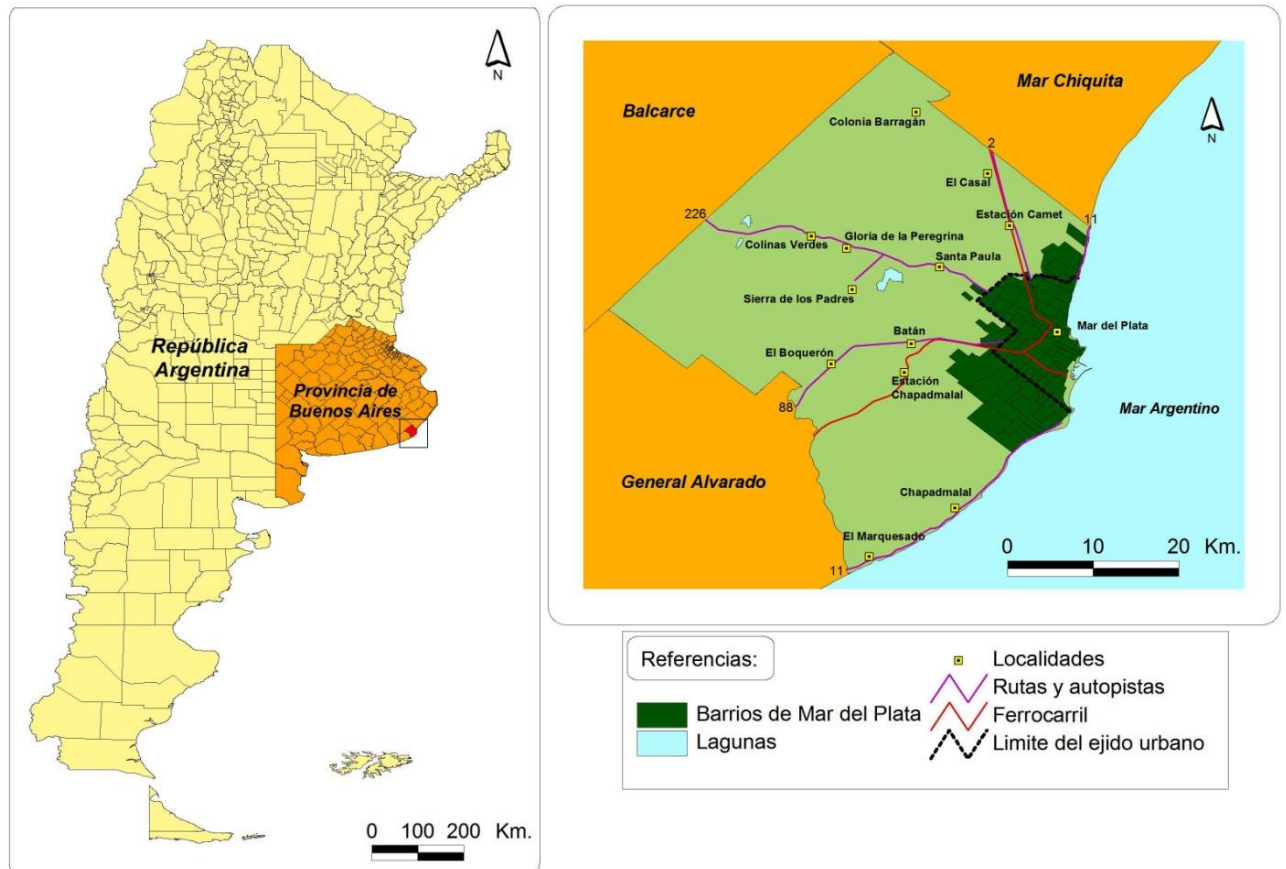 N
República
Argentina
Provincia de
Buenos Aires
0 100 200 Km.
N
Mar Chiquita
Balcarce
Colonia Barragán
2
El Casal
226
Estación Camet
11
Colinas Verdes
Gloria de la Peregrina
Santa Paula
Sierra de los Padres
Mar del Plata
Batán
El Boquerón
Estación
Chapadmalal
88
Mar Argentino
General Alvarado
Chapadmalal
El Marquesado
11
0 10 20 Km.
Referencias:
Barrios de Mar del Plata
Lagunas
Localidades
Rutas y autopistas
Ferrocarril
Limite del ejido urbano